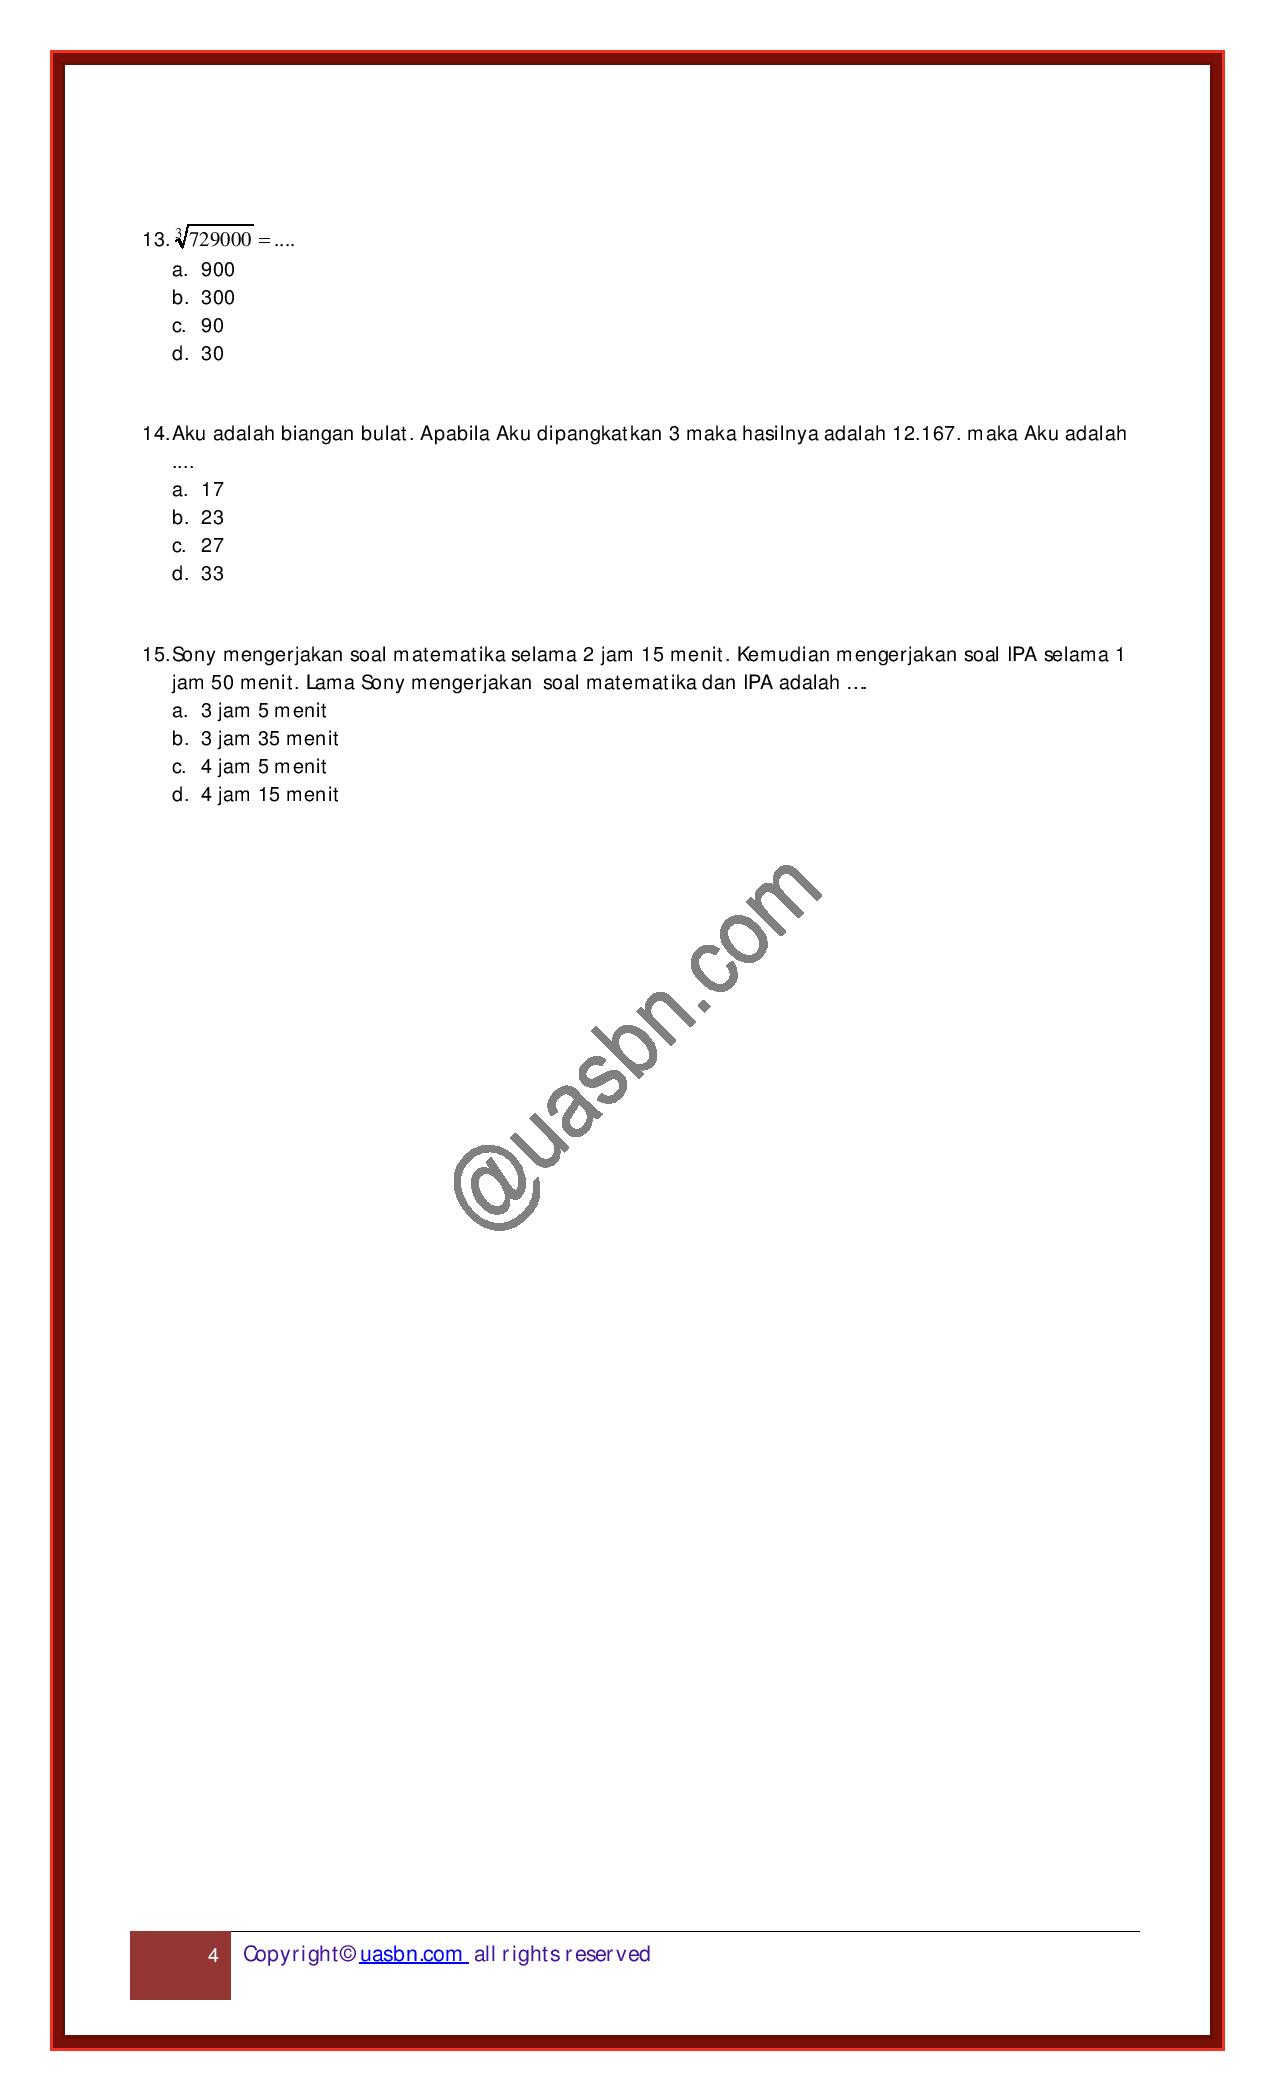 13. ∛729000 = ....
a. 900
b. 300
c. 90
d. 30
14. Aku adalah biangan bulat. Apabila Aku dipangkatkan 3 maka hasilnya adalah 12.167. maka Aku adalah
....
a. 17
b. 23
c. 27
d. 33
15. Sony mengerjakan soal matematika selama 2 jam 15 menit. Kemudian mengerjakan soal IPA selama 1
jam 50 menit. Lama Sony mengerjakan soal matematika dan IPA adalah ….
a. 3 jam 5 menit
b. 3 jam 35 menit
c. 4 jam 5 menit
d. 4 jam 15 menit
@uasbn.com
4 Copyright© uasbn.com all rights reserved